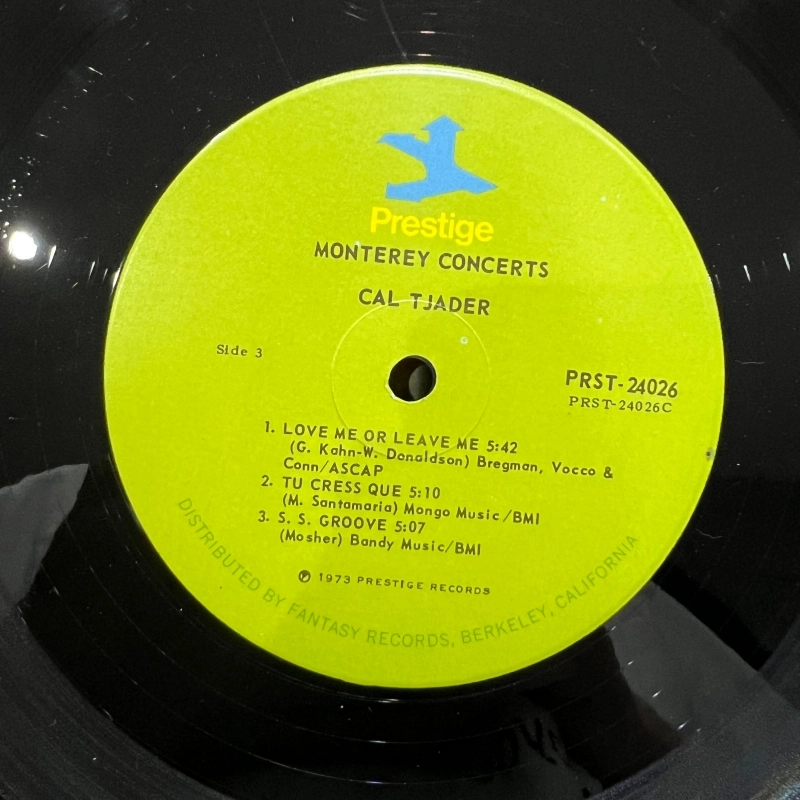 Prestige
MONTEREY CONCERTS
CAL TJADER
Side 3
PRST-24026
PRST-24026C
1. LOVE ME OR LEAVE ME 5:42
(G. Kahn-W. Donaldson) Bregman, Vocco &
Conn/ASCAP
2. TU CRESS QUE 5:10
(M. Santamaria) Mongo Music/BMI
3. S. S. GROOVE 5:07
(Mosher) Bandy Music/BMI
℗ 1973 PRESTIGE RECORDS
DISTRIBUTED BY FANTASY RECORDS, BERKELEY, CALIFORNIA